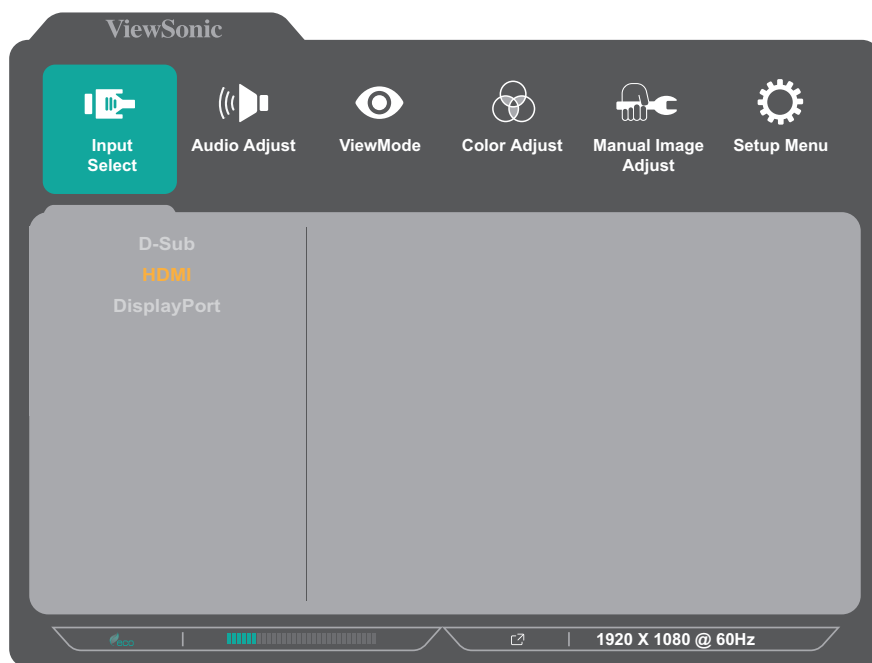 ViewSonic
Input
Select
Audio Adjust
ViewMode
Color Adjust
Manual Image
Adjust
Setup Menu
D-Sub
HDMI
DisplayPort
eco
1920 X 1080 @ 60Hz